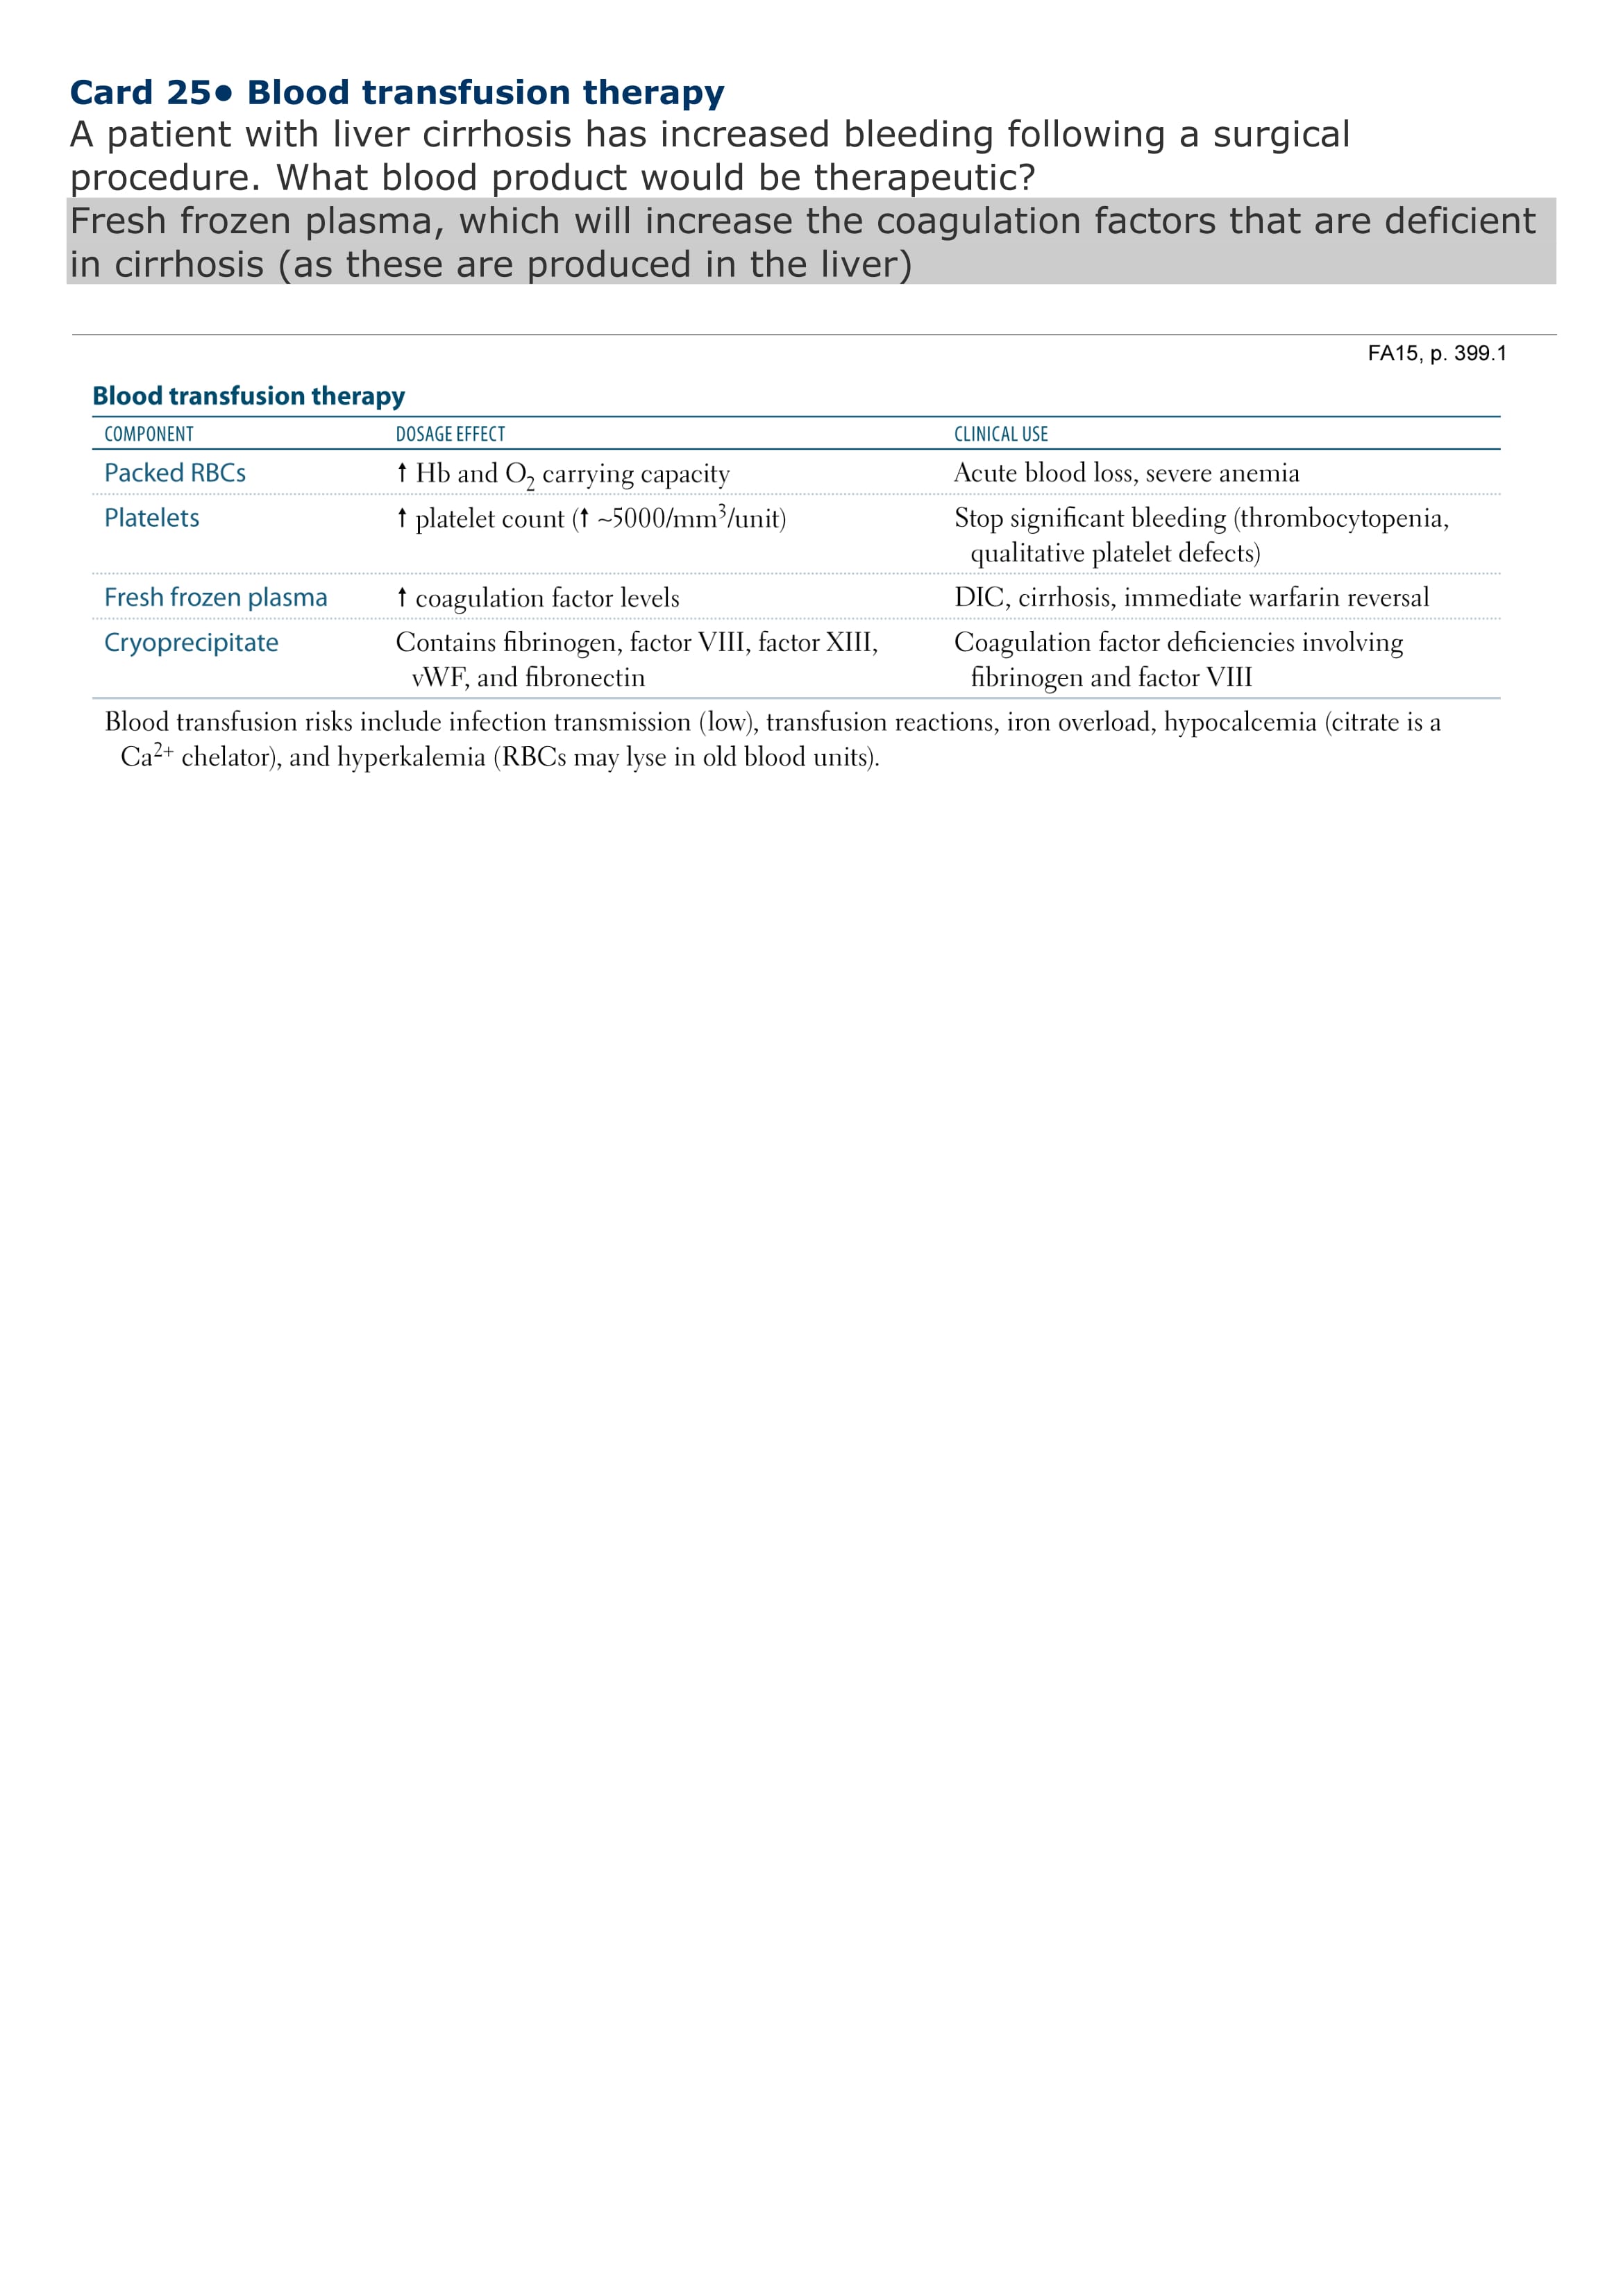 Card 25● Blood transfusion therapy
A patient with liver cirrhosis has increased bleeding following a surgical
procedure. What blood product would be therapeutic?
Fresh frozen plasma, which will increase the coagulation factors that are deficient
in cirrhosis (as these are produced in the liver)
FA15, p. 399.1
Blood transfusion therapy
COMPONENT DOSAGE EFFECT CLINICAL USE
Packed RBCs ↑ Hb and O₂ carrying capacity Acute blood loss, severe anemia
Platelets ↑ platelet count (↑ ~5000/mm³/unit) Stop significant bleeding (thrombocytopenia,
qualitative platelet defects)
Fresh frozen plasma ↑ coagulation factor levels DIC, cirrhosis, immediate warfarin reversal
Cryoprecipitate Contains fibrinogen, factor VIII, factor XIII, Coagulation factor deficiencies involving
vWF, and fibronectin fibrinogen and factor VIII
Blood transfusion risks include infection transmission (low), transfusion reactions, iron overload, hypocalcemia (citrate is a
Ca²⁺ chelator), and hyperkalemia (RBCs may lyse in old blood units).